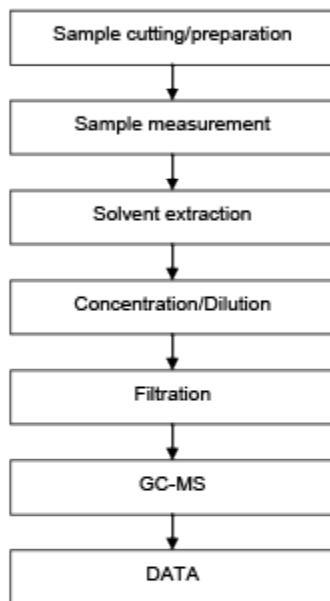 Sample cutting/preparation
Sample measurement
Solvent extraction
Concentration/Dilution
Filtration
GC-MS
DATA